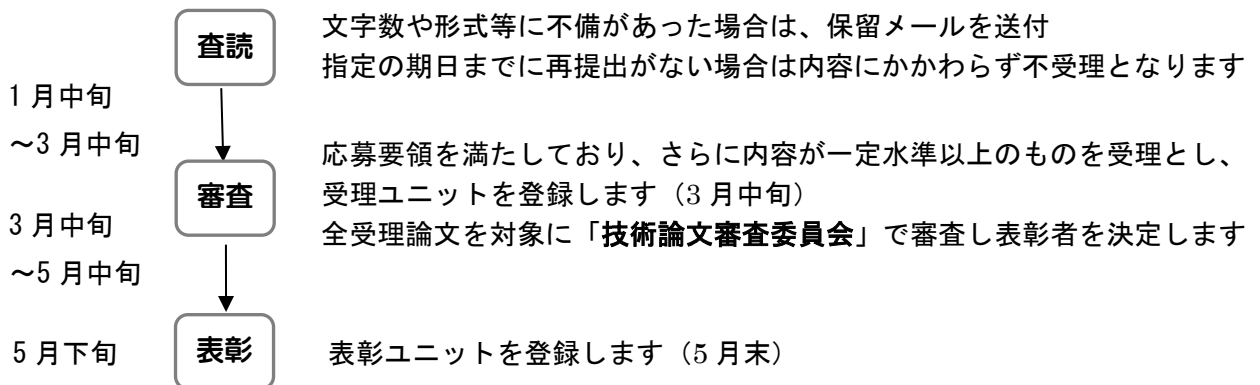 査読
文字数や形式等に不備があった場合は、保留メールを送付
指定の期日までに再提出がない場合は内容にかかわらず不受理となります
1月中旬
～3月中旬
審査
応募要領を満たしており、さらに内容が一定水準以上のものを受理とし、
受理ユニットを登録します（3月中旬）
全受理論文を対象に「技術論文審査委員会」で審査し表彰者を決定します
3月中旬
～5月中旬
5月下旬
表彰
表彰ユニットを登録します（5月末）